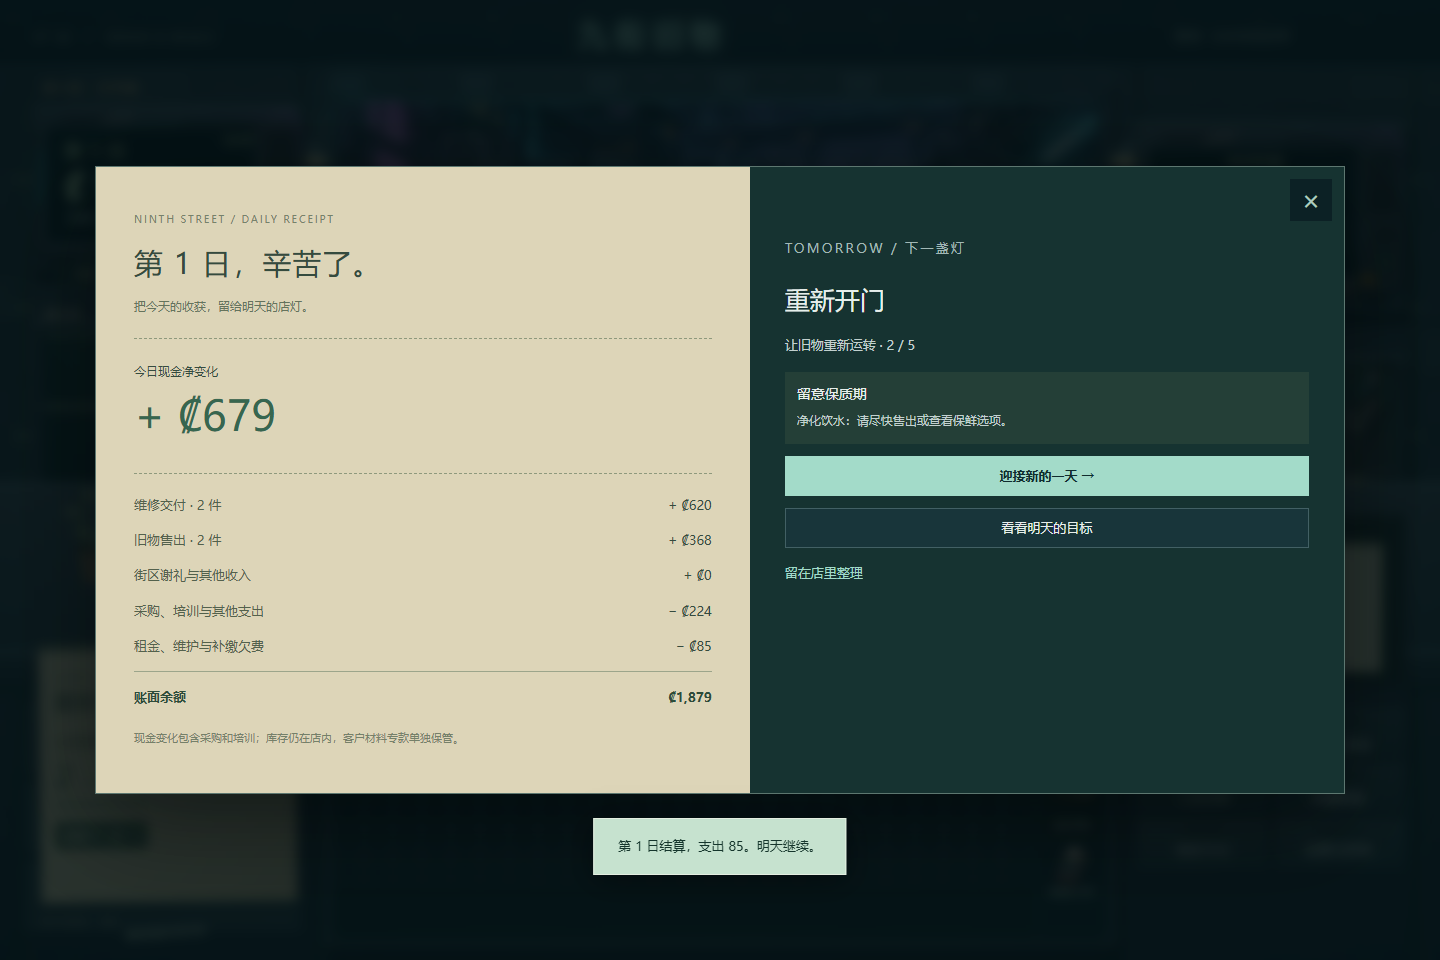 NINTH STREET / DAILY RECEIPT
第 1 日，辛苦了。
把今天的收获，留给明天的店灯。
今日现金净变化
+ ₡679
维修交付 · 2 件 + ₡620
旧物售出 · 2 件 + ₡368
街区谢礼与其他收入 + ₡0
采购、培训与其他支出 − ₡224
租金、维护与补缴欠费 − ₡85
账面余额 ₡1,879
现金变化包含采购和培训；库存仍在店内，客户材料专款单独保管。
×
TOMORROW / 下一盏灯
重新开门
让旧物重新运转 · 2 / 5
留意保质期
净化饮水：请尽快售出或查看保鲜选项。
迎接新的一天 →
看看明天的目标
留在店里整理
第 1 日结算，支出 85。明天继续。